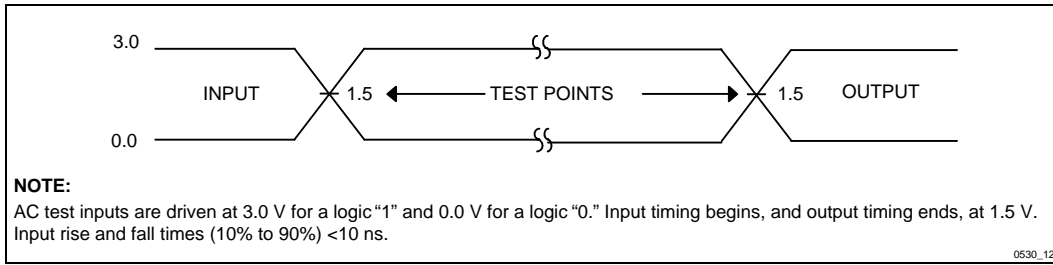 3.0
INPUT 1.5 TEST POINTS 1.5 OUTPUT
0.0
NOTE:
AC test inputs are driven at 3.0 V for a logic “1” and 0.0 V for a logic “0.” Input timing begins, and output timing ends, at 1.5 V.
Input rise and fall times (10% to 90%) <10 ns.
0530_12